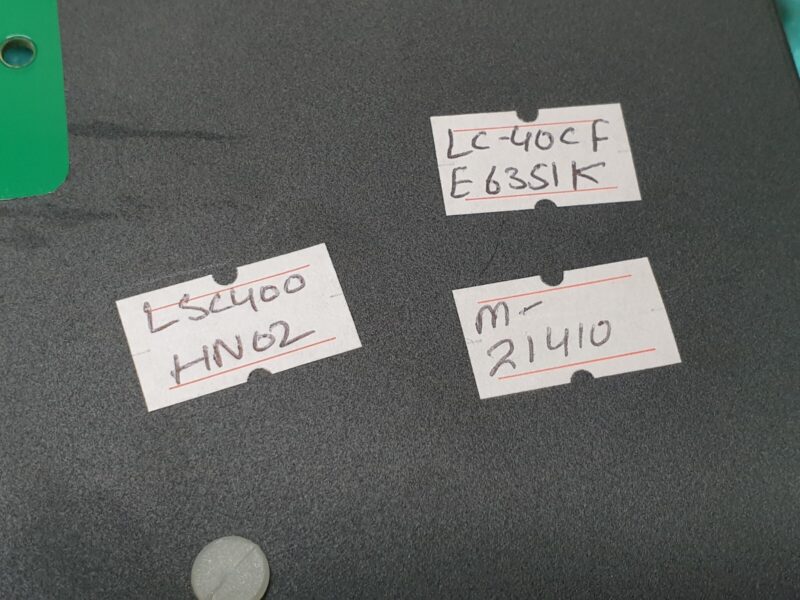 LC-40CF
E6351K
LSC400
HN02
M-
21410